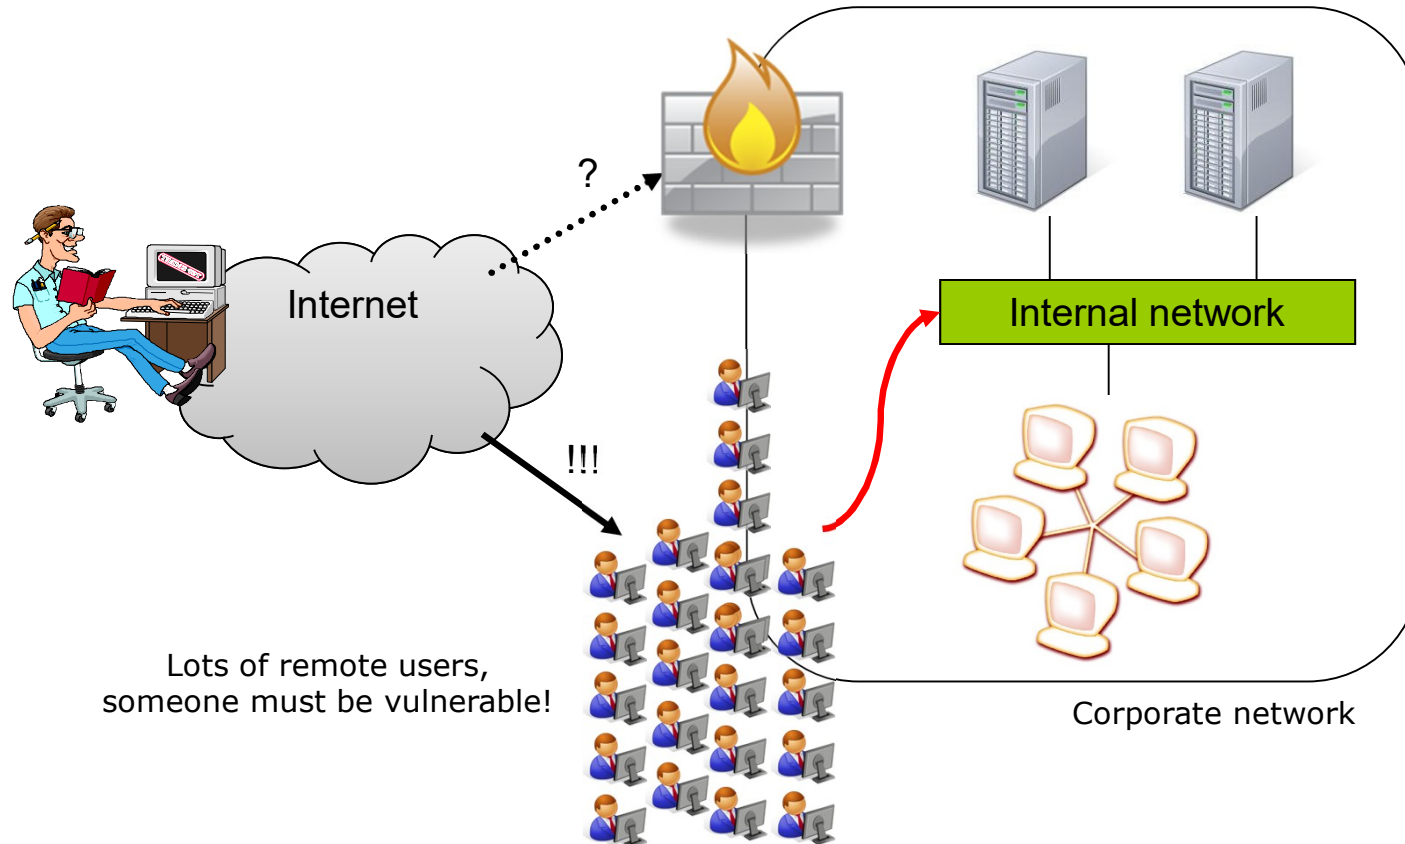 ?
Internet
Internal network
!!!
Lots of remote users,
someone must be vulnerable!
Corporate network